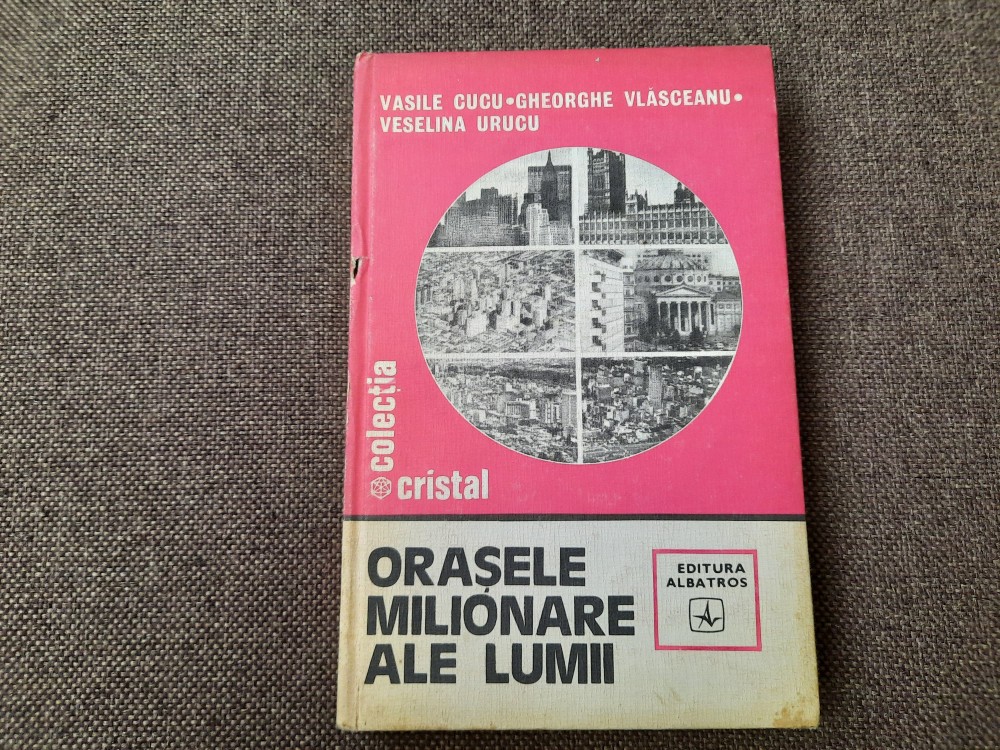 VASILE CUCU•GHEORGHE VLĂSCEANU•
VESELINA URUCU
colecția
cristal
ORAȘELE
MILIONARE
ALE LUMII
EDITURA
ALBATROS